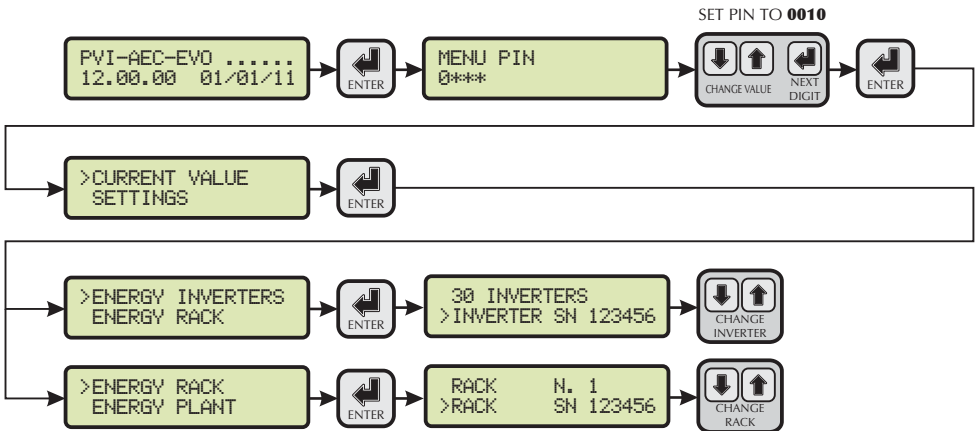 SET PIN TO 0010
PVI-AEC-EVO ......
12.00.00 01/01/11
ENTER
MENU PIN
0***
CHANGE VALUE
NEXT
DIGIT
ENTER
>CURRENT VALUE
SETTINGS
ENTER
>ENERGY INVERTERS
ENERGY RACK
ENTER
30 INVERTERS
>INVERTER SN 123456
CHANGE
INVERTER
>ENERGY RACK
ENERGY PLANT
ENTER
RACK N. 1
>RACK SN 123456
CHANGE
RACK